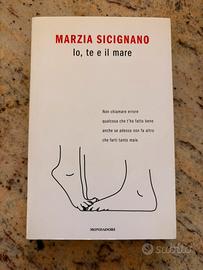 MARZIA SICIGNANO
Io, te e il mare
Non chiamare errore
qualcosa che t'ha fatto bene
anche se adesso non fa altro
che farti tanto male.
MONDADORI
subito